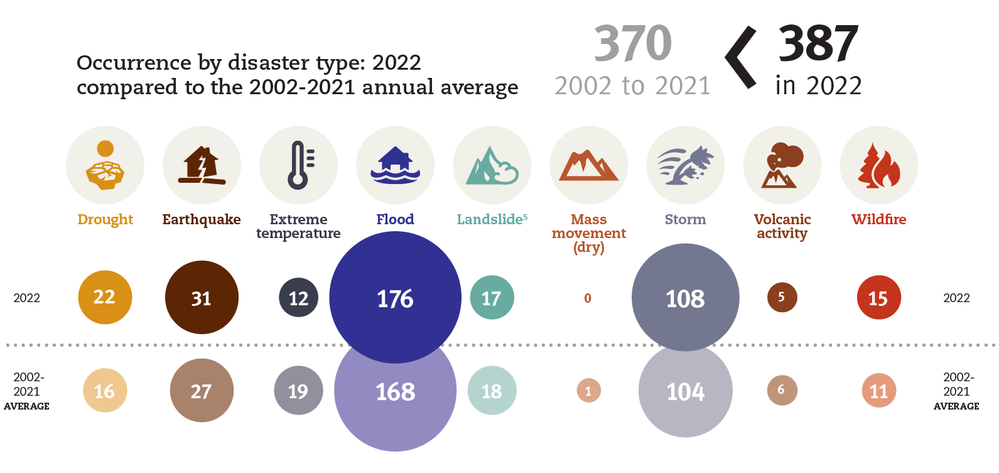 370
387
Occurrence by disaster type: 2022
compared to the 2002-2021 annual average
2002 to 2021
in 2022
Drought
Earthquake
Extreme
temperature
Flood
Landslide⁵
Mass
movement
(dry)
Storm
Volcanic
activity
Wildfire
2022
22
31
12
176
17
0
108
5
15
2022
2002-
2021
AVERAGE
16
27
19
168
18
1
104
6
11
2002-
2021
AVERAGE